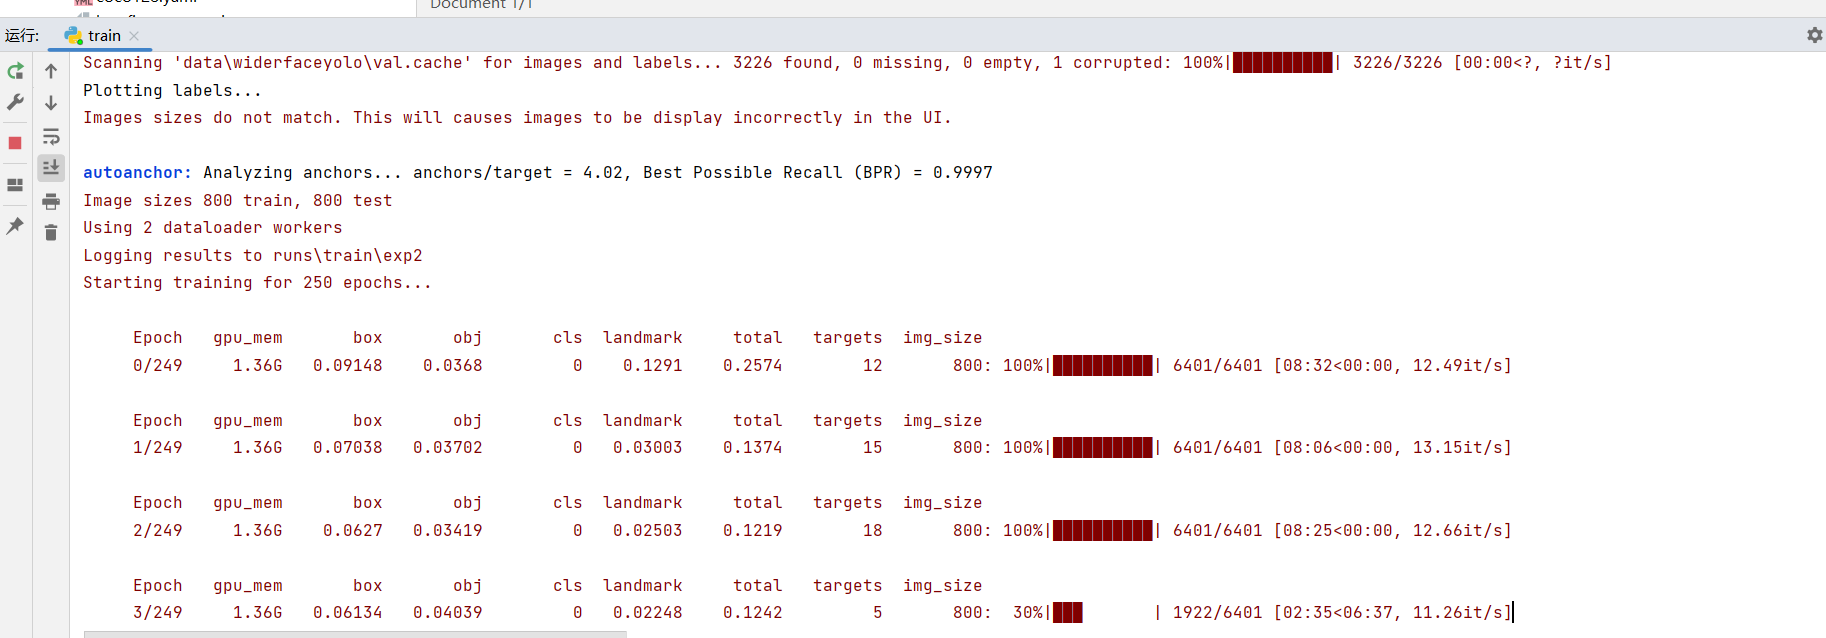 Document 1/1
运行: train
Scanning 'data\widerfaceyolo\val.cache' for images and labels... 3226 found, 0 missing, 0 empty, 1 corrupted: 100%|██████████| 3226/3226 [00:00<?, ?it/s]
Plotting labels...
Images sizes do not match. This will causes images to be display incorrectly in the UI.
autoanchor: Analyzing anchors... anchors/target = 4.02, Best Possible Recall (BPR) = 0.9997
Image sizes 800 train, 800 test
Using 2 dataloader workers
Logging results to runs\train\exp2
Starting training for 250 epochs...
Epoch gpu_mem box obj cls landmark total targets img_size
0/249 1.36G 0.09148 0.0368 0 0.1291 0.2574 12 800: 100%|██████████| 6401/6401 [08:32<00:00, 12.49it/s]
Epoch gpu_mem box obj cls landmark total targets img_size
1/249 1.36G 0.07038 0.03702 0 0.03003 0.1374 15 800: 100%|██████████| 6401/6401 [08:06<00:00, 13.15it/s]
Epoch gpu_mem box obj cls landmark total targets img_size
2/249 1.36G 0.0627 0.03419 0 0.02503 0.1219 18 800: 100%|██████████| 6401/6401 [08:25<00:00, 12.66it/s]
Epoch gpu_mem box obj cls landmark total targets img_size
3/249 1.36G 0.06134 0.04039 0 0.02248 0.1242 5 800: 30%|███ | 1922/6401 [02:35<06:37, 11.26it/s]